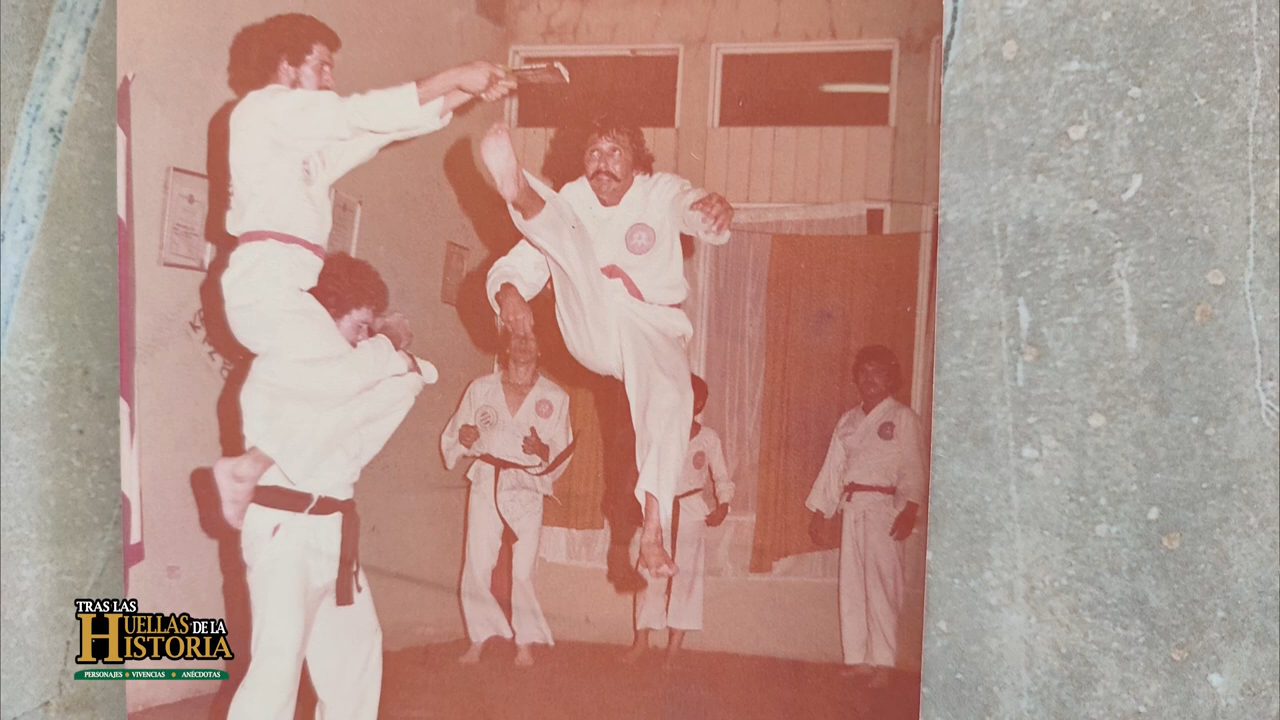 TRAS LAS
HUELLAS DE LA
HISTORIA
PERSONAJES • VIVENCIAS • ANÉCDOTAS